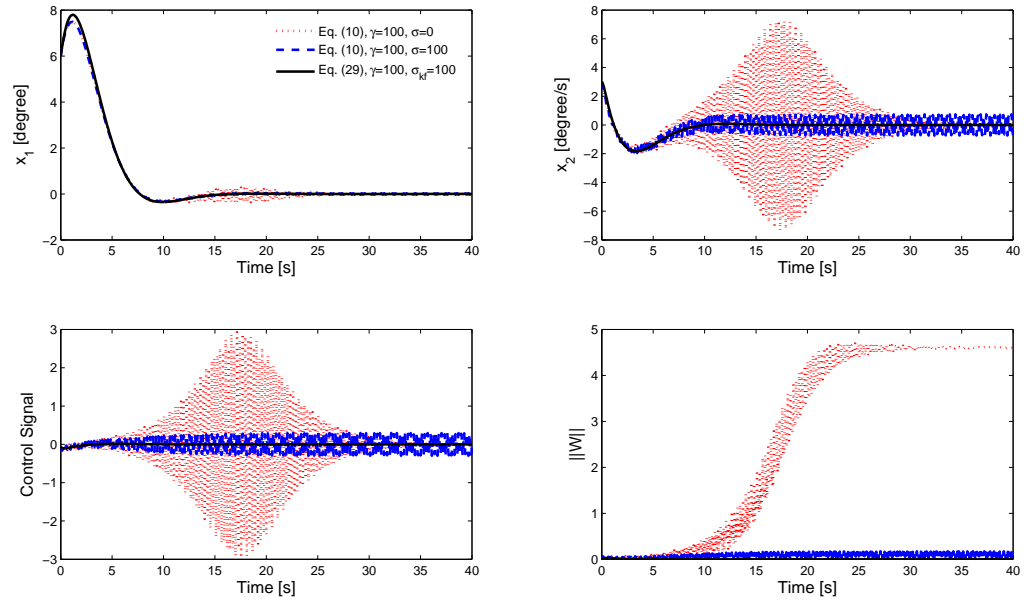 8
6
4
2
0
−2
0 5 10 15 20 25 30 35 40
x1 [degree]
Time [s]
Eq. (10), γ=100, σ=0
Eq. (10), γ=100, σ=100
Eq. (29), γ=100, σkf=100
8
6
4
2
0
−2
−4
−6
−8
0 5 10 15 20 25 30 35 40
x2 [degree/s]
Time [s]
3
2
1
0
−1
−2
−3
0 5 10 15 20 25 30 35 40
Control Signal
Time [s]
5
4
3
2
1
0
0 5 10 15 20 25 30 35 40
||W||
Time [s]